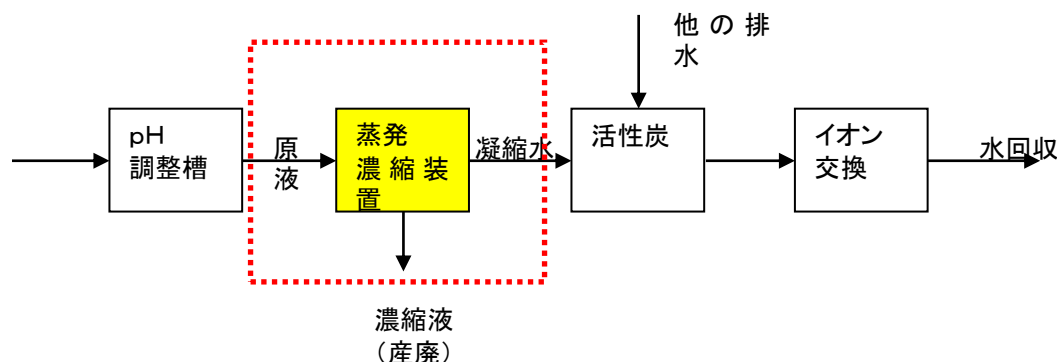 他の排
水
pH
調整槽
原
液
蒸発
濃縮装
置
凝縮水
活性炭
イオン
交換
水回収
濃縮液
(産廃)